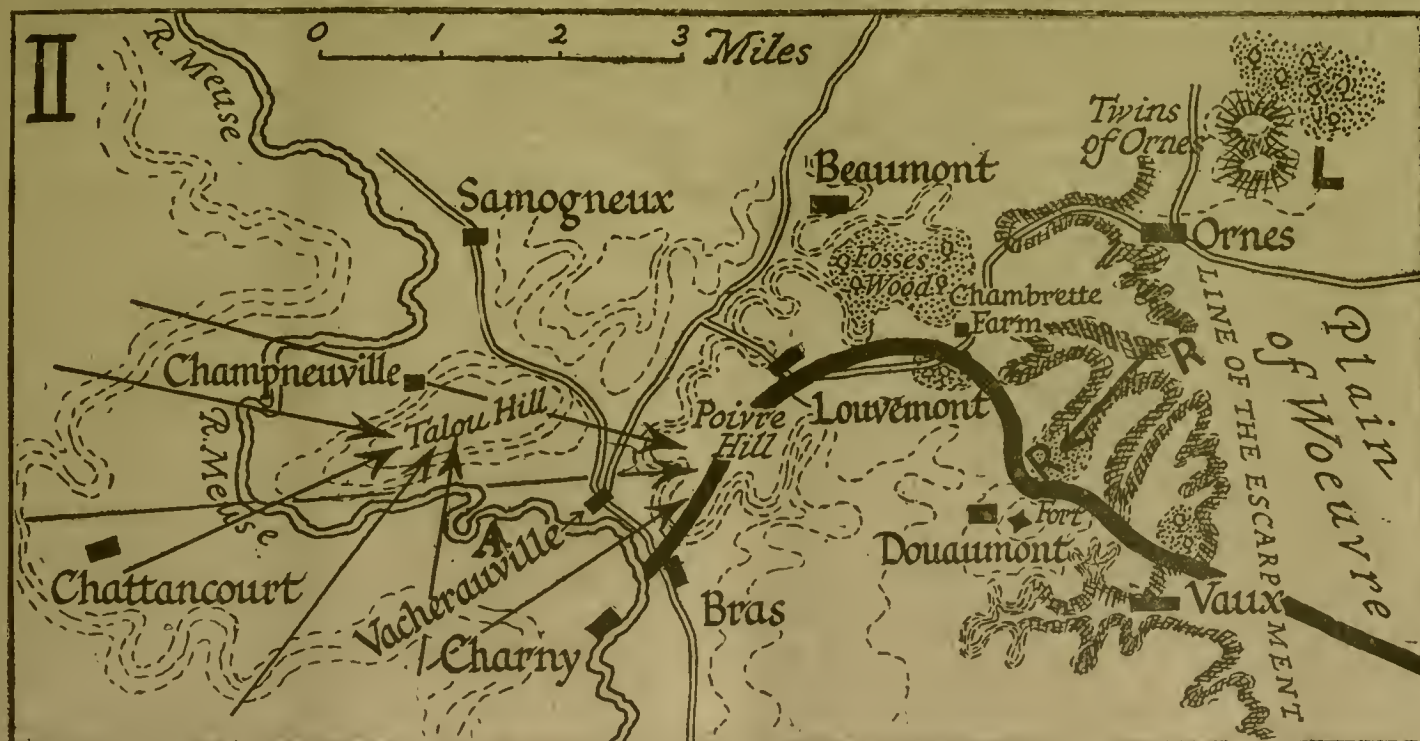 II
0 1 2 3 Miles
R. Meuse
Samogneux
Beaumont
Twins
of Ornes
L
Ornes
Fosses
Wood
Chambrette
Farm
LINE OF THE ESCARPMENT
Plain
of Woeuvre
Champneuville
R. Meuse
Talou Hill
Poivre
Hill
Louvemont
R
R
A
Fort
Douaumont
Chattancourt
Vacherauville
Charny
Bras
Vaux